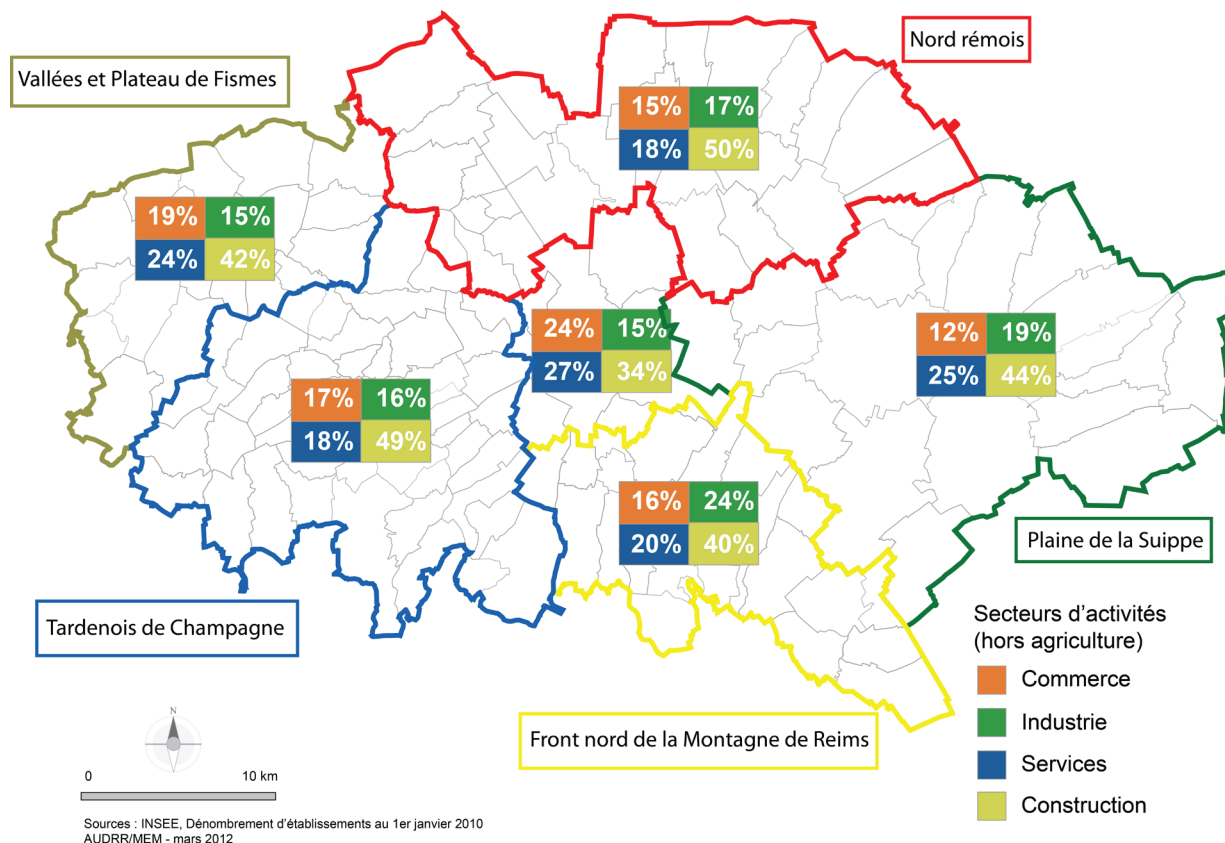 Nord rémois
Vallées et Plateau de Fismes
15% 17%
18% 50%
19% 15%
24% 42%
24% 15%
27% 34%
12% 19%
25% 44%
17% 16%
18% 49%
16% 24%
20% 40%
Plaine de la Suippe
Tardenois de Champagne
Front nord de la Montagne de Reims
Secteurs d'activités
(hors agriculture)
Commerce
Industrie
Services
Construction
N
0 10 km
Sources : INSEE, Dénombrement d'établissements au 1er janvier 2010
AUDRR/MEM - mars 2012